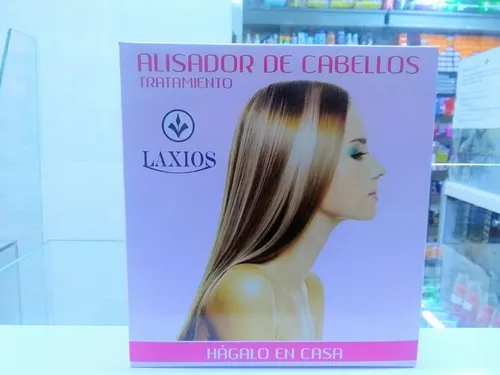 ALISADOR DE CABELLOS
TRATAMIENTO
LAXIOS
HÁGALO EN CASA